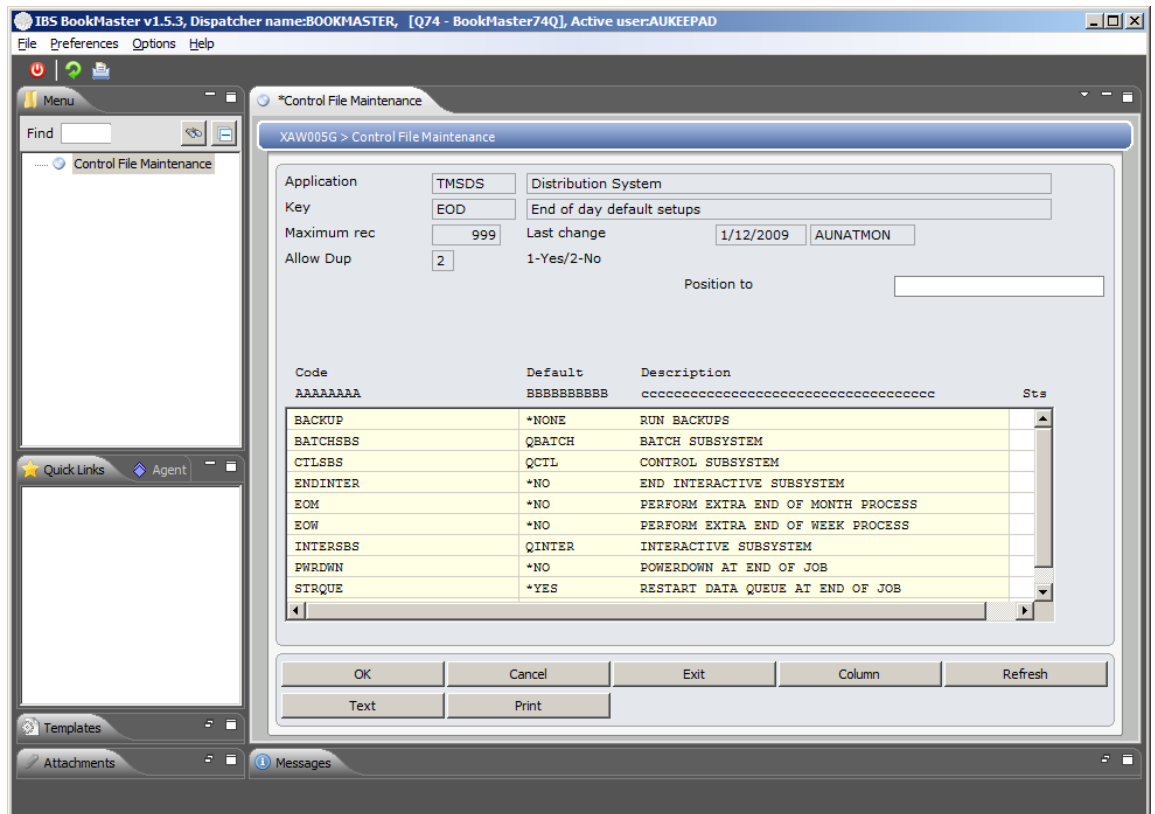 IBS BookMaster v1.5.3, Dispatcher name:BOOKMASTER, [Q74 - BookMaster74Q], Active user:AUKEEPAD
File Preferences Options Help
Menu
*Control File Maintenance
Find
XAW005G > Control File Maintenance
Control File Maintenance
Application TMSDS Distribution System
Key EOD End of day default setups
Maximum rec 999 Last change 1/12/2009 AUNATMON
Allow Dup 2 1-Yes/2-No
Position to
Code Default Description
AAAAAAAA BBBBBBBBBB cccccccccccccccccccccccccccccccccccc Sts
BACKUP *NONE RUN BACKUPS
BATCHSBS QBATCH BATCH SUBSYSTEM
CTLSBS QCTL CONTROL SUBSYSTEM
ENDINTER *NO END INTERACTIVE SUBSYSTEM
EOM *NO PERFORM EXTRA END OF MONTH PROCESS
EOW *NO PERFORM EXTRA END OF WEEK PROCESS
INTERSBS QINTER INTERACTIVE SUBSYSTEM
PWRDWN *NO POWERDOWN AT END OF JOB
STRQUE *YES RESTART DATA QUEUE AT END OF JOB
Quick Links Agent
OK Cancel Exit Column Refresh
Text Print
Templates
Attachments
Messages